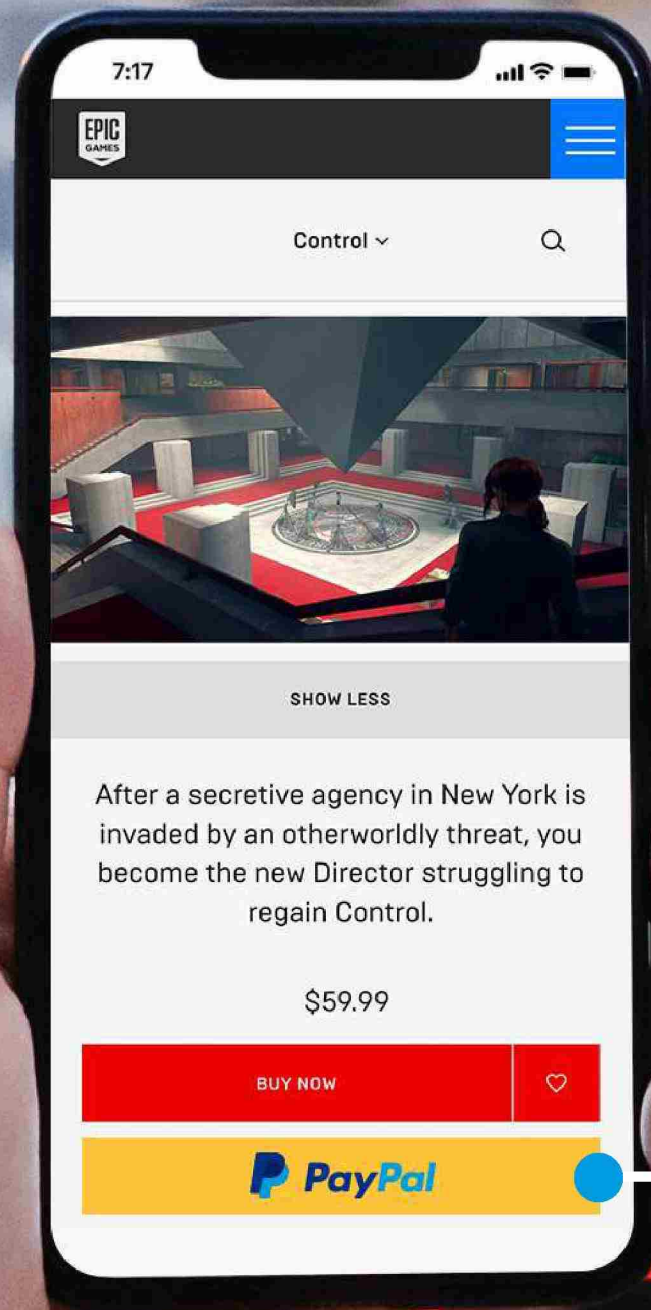 7:17
EPIC
GAMES
Control
SHOW LESS
After a secretive agency in New York is
invaded by an otherworldly threat, you
become the new Director struggling to
regain Control.
$59.99
BUY NOW
PayPal